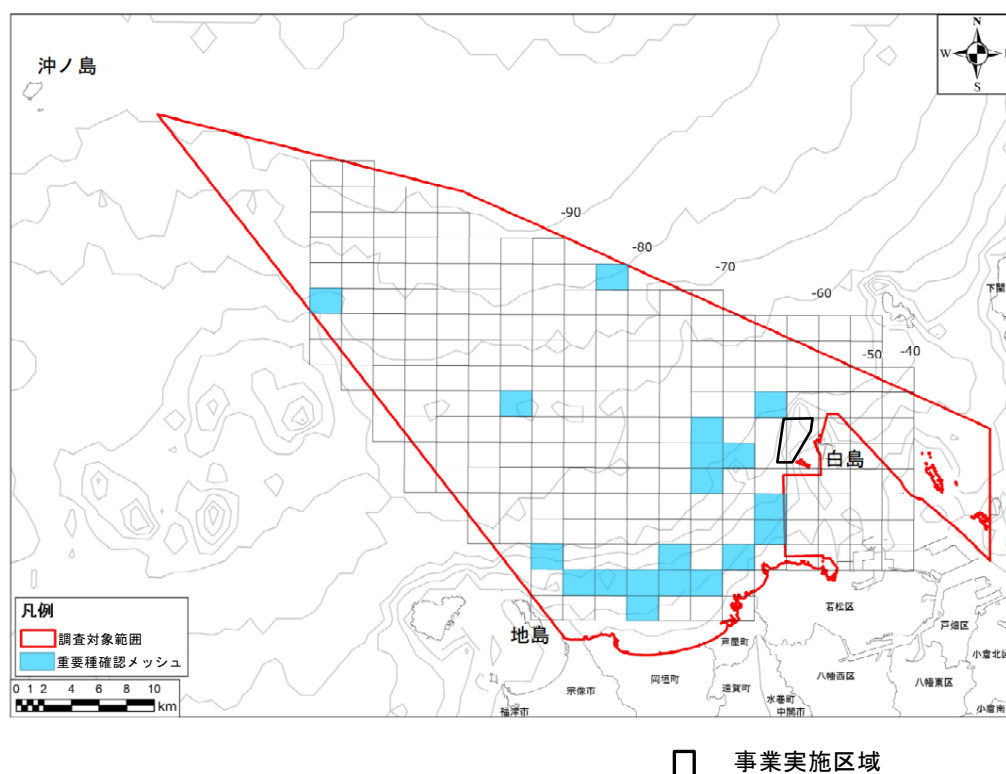 沖ノ島
N
W
S
-90
-80
-70
-60
-50
-40
下関
白島
地島
若松区
戸畑区
小倉北区
芦屋町
八幡西区
八幡東区
岡垣町
遠賀町
水巻町
宗像市
中間市
福津市
小倉南
凡例
調査対象範囲
重要種確認メッシュ
0 1 2 4 6 8 10
km
事業実施区域